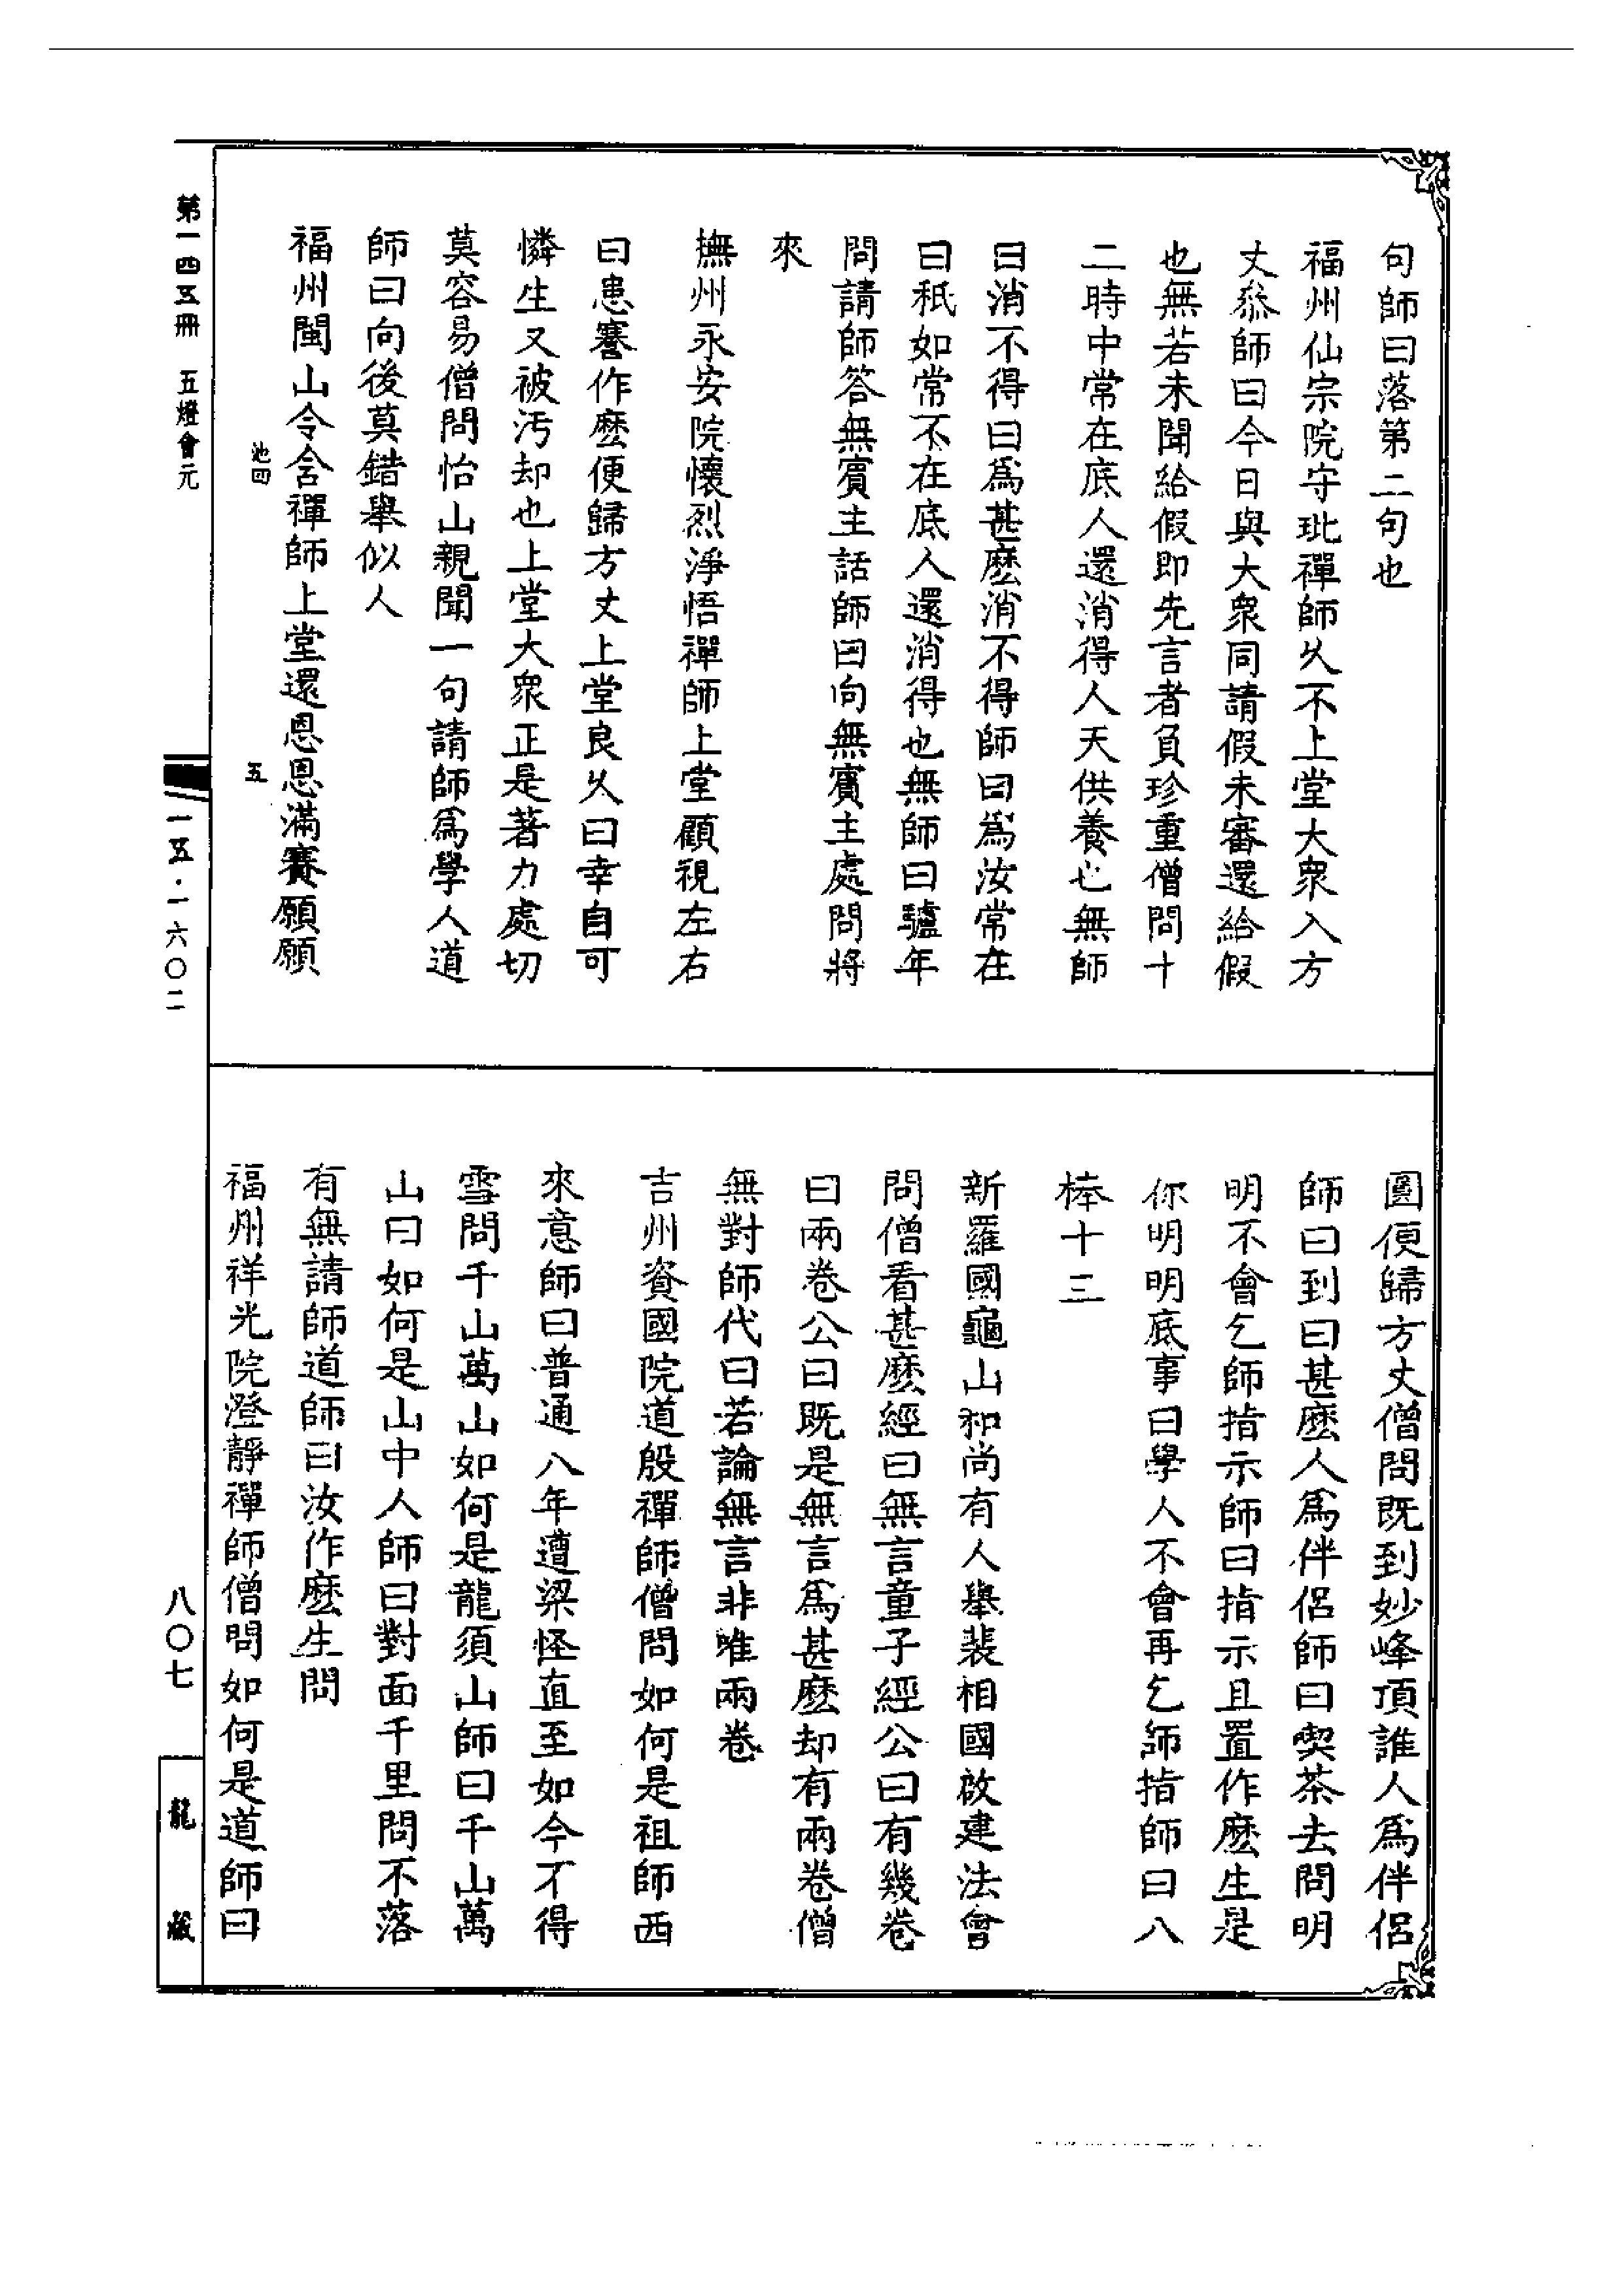 句師曰落第二句也
福州仙宗院守玭禪師久不上堂大衆入方
丈叅師曰今日與大衆同請假未審還給假
也無若未聞給假即先言者負珍重僧問十
二時中常在底人還消得人天供養也無師
曰消不得曰爲甚麽消不得師曰爲汝常在
曰秖如常不在底人還消得也無師曰驢年
問請師答無賓主話師曰向無賓主處問將
來
撫州永安院懷烈淨悟禪師上堂顧視左右
曰患謇作麽便歸方丈上堂良久曰幸自可
憐生又被汚却也上堂大衆正是著力處切
莫容易僧問怡山親聞一句請師爲學人道
師曰向後莫錯舉似人
福州閩山令含禪師上堂還恩恩滿賽願願
池四 五
圓便歸方丈僧問既到妙峰頂誰人爲伴侶
師曰到曰甚麽人爲伴侶師曰喫茶去問明
明不會乞師指示師曰指示且置作麽生是
你明明底事曰學人不會再乞師指師曰八
棒十三
新羅國龜山和尚有人舉裴相國啟建法會
問僧看甚麽經曰無言童子經公曰有幾卷
曰兩卷公曰既是無言爲甚麽却有兩卷僧
無對師代曰若論無言非唯兩卷
吉州資國院道殷禪師僧問如何是祖師西
來意師曰普通八年遭梁怪直至如今不得
雪問千山萬山如何是龍須山師曰千山萬
山曰如何是山中人師曰對面千里問不落
有無請師道師曰汝作麽生問
福州祥光院澄靜禪師僧問如何是道師曰
第一四五冊 五燈會元
一五·一六〇二
八〇七
龍藏